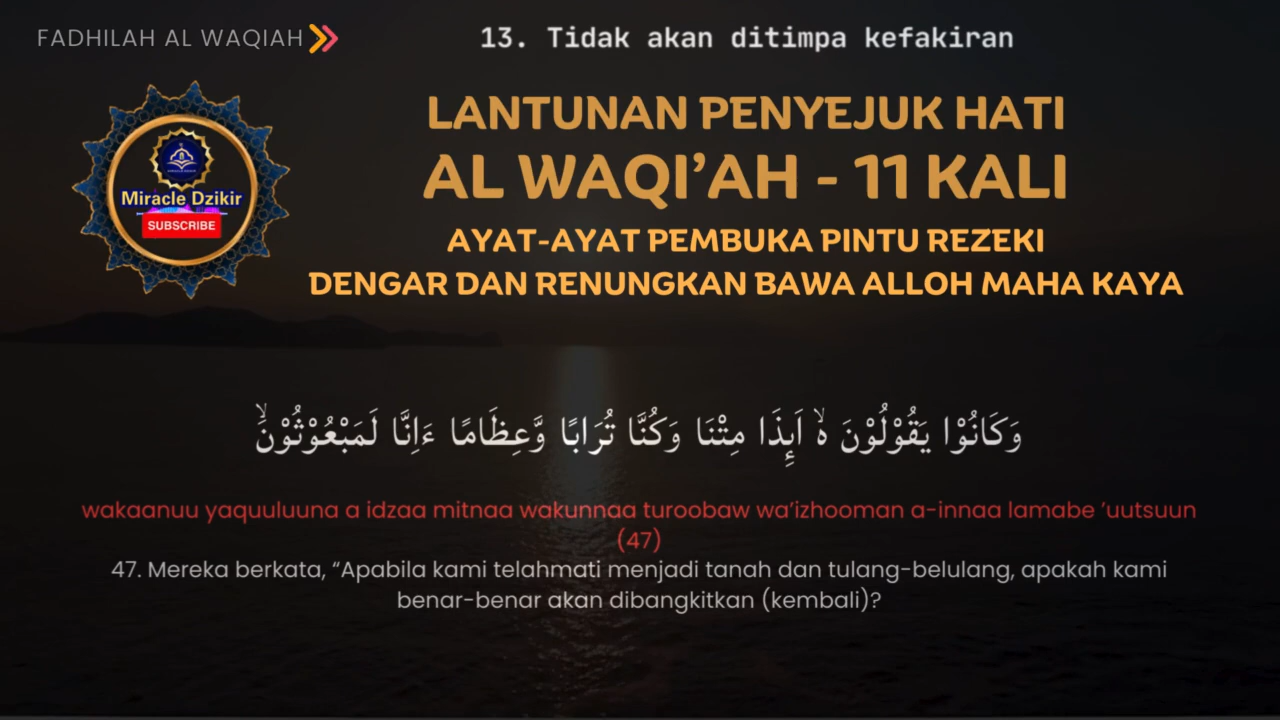 FADHILAH AL WAQIAH
13. Tidak akan ditimpa kefakiran
LANTUNAN PENYEJUK HATI
AL WAQI’AH - 11 KALI
AYAT-AYAT PEMBUKA PINTU REZEKI
DENGAR DAN RENUNGKAN BAWA ALLOH MAHA KAYA
Miracle Dzikir
SUBSCRIBE
وَكَانُوْا يَقُوْلُوْنَ ەۙ اَىِٕذَا مِتْنَا وَكُنَّا تُرَابًا وَّعِظَامًا ءَاِنَّا لَمَبْعُوْثُوْنَۙ
wakaanuu yaquuluuna a idzaa mitnaa wakunnaa turoobaw wa’izhooman a-innaa lamabe ’uutsuun
(47)
47. Mereka berkata, “Apabila kami telahmati menjadi tanah dan tulang-belulang, apakah kami
benar-benar akan dibangkitkan (kembali)?